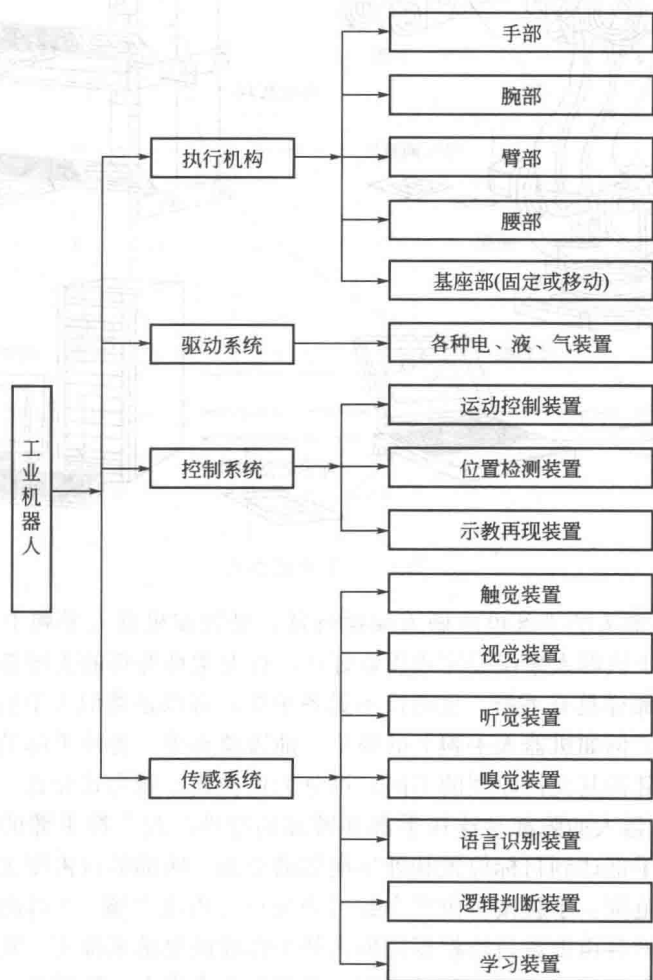 手部
腕部
执行机构
臂部
腰部
基座部(固定或移动)
驱动系统
各种电、液、气装置
工业机器人
运动控制装置
控制系统
位置检测装置
示教再现装置
触觉装置
视觉装置
听觉装置
传感系统
嗅觉装置
语言识别装置
逻辑判断装置
学习装置